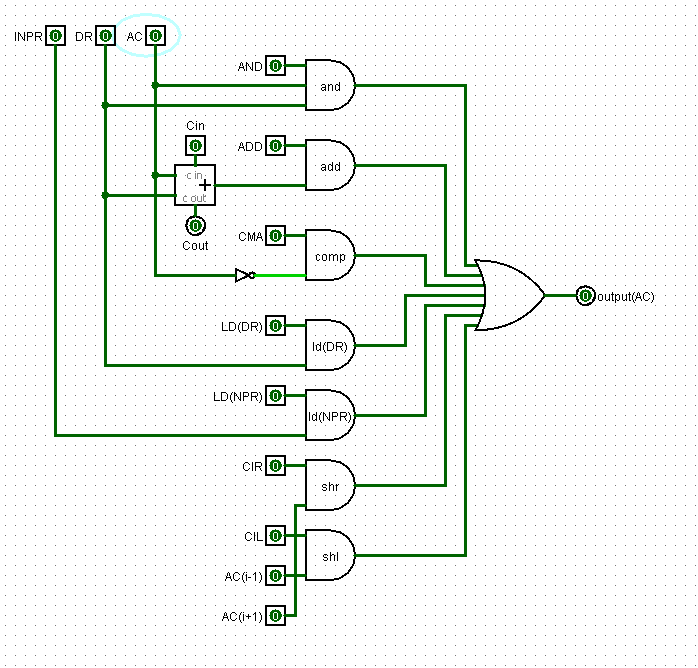 INPR 0 DR 0 AC 0
AND 0
and
Cin
0
ADD 0
add
c in
+
c out
0
Cout
CMA 0
comp
0 output(AC)
LD(DR) 0
ld(DR)
LD(NPR) 0
ld(NPR)
CIR 0
shr
CIL 0
shl
AC(i-1) 0
AC(i+1) 0